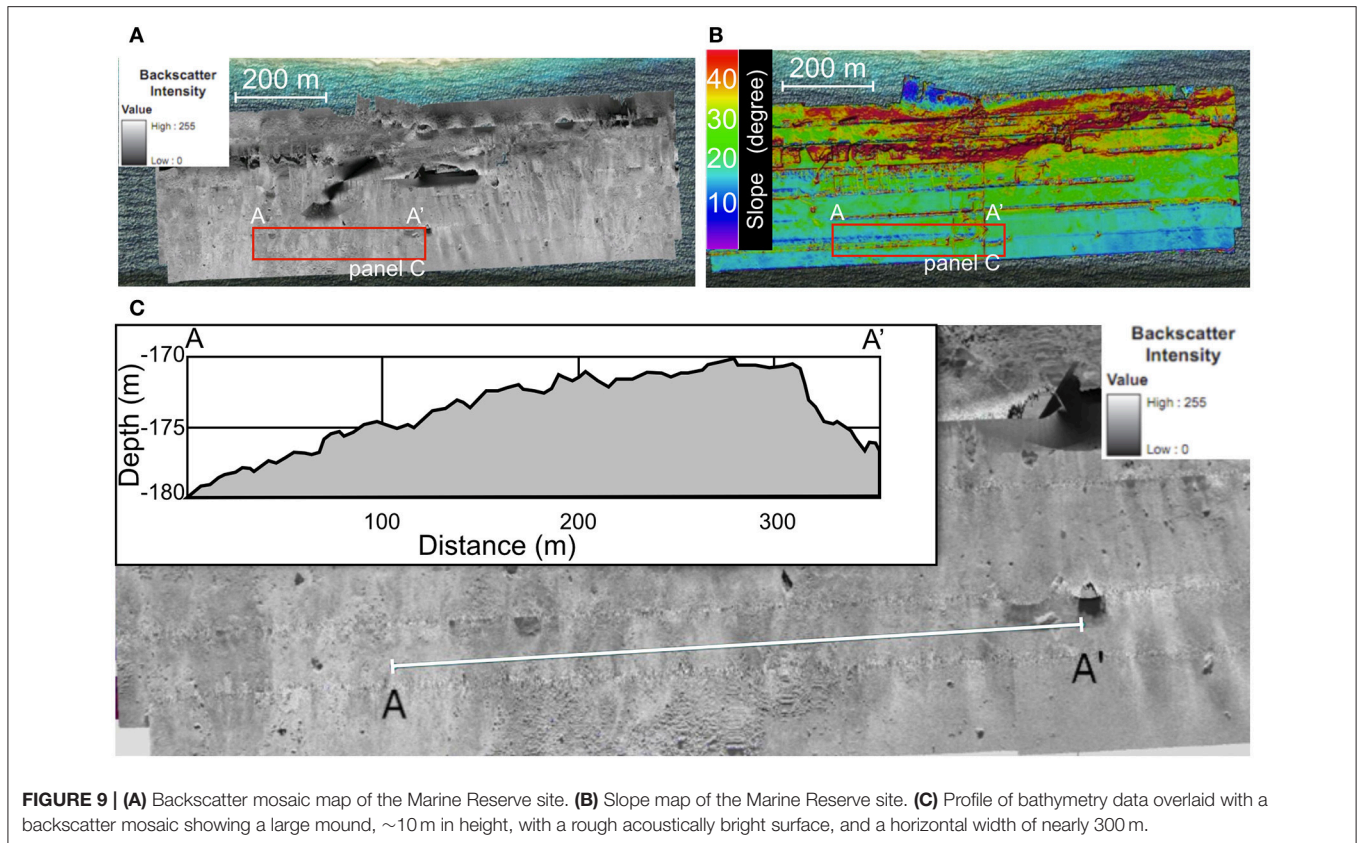 A
Backscatter
Intensity
Value
High : 255
Low : 0
200 m
A
A'
panel C
B
40
30
20
10
Slope (degree)
200 m
A
A'
panel C
C
A
A'
-170
-175
-180
Depth (m)
100
200
300
Distance (m)
Backscatter
Intensity
Value
High : 255
Low : 0
A
A'
FIGURE 9 | (A) Backscatter mosaic map of the Marine Reserve site. (B) Slope map of the Marine Reserve site. (C) Profile of bathymetry data overlaid with a
backscatter mosaic showing a large mound, ∼10 m in height, with a rough acoustically bright surface, and a horizontal width of nearly 300 m.